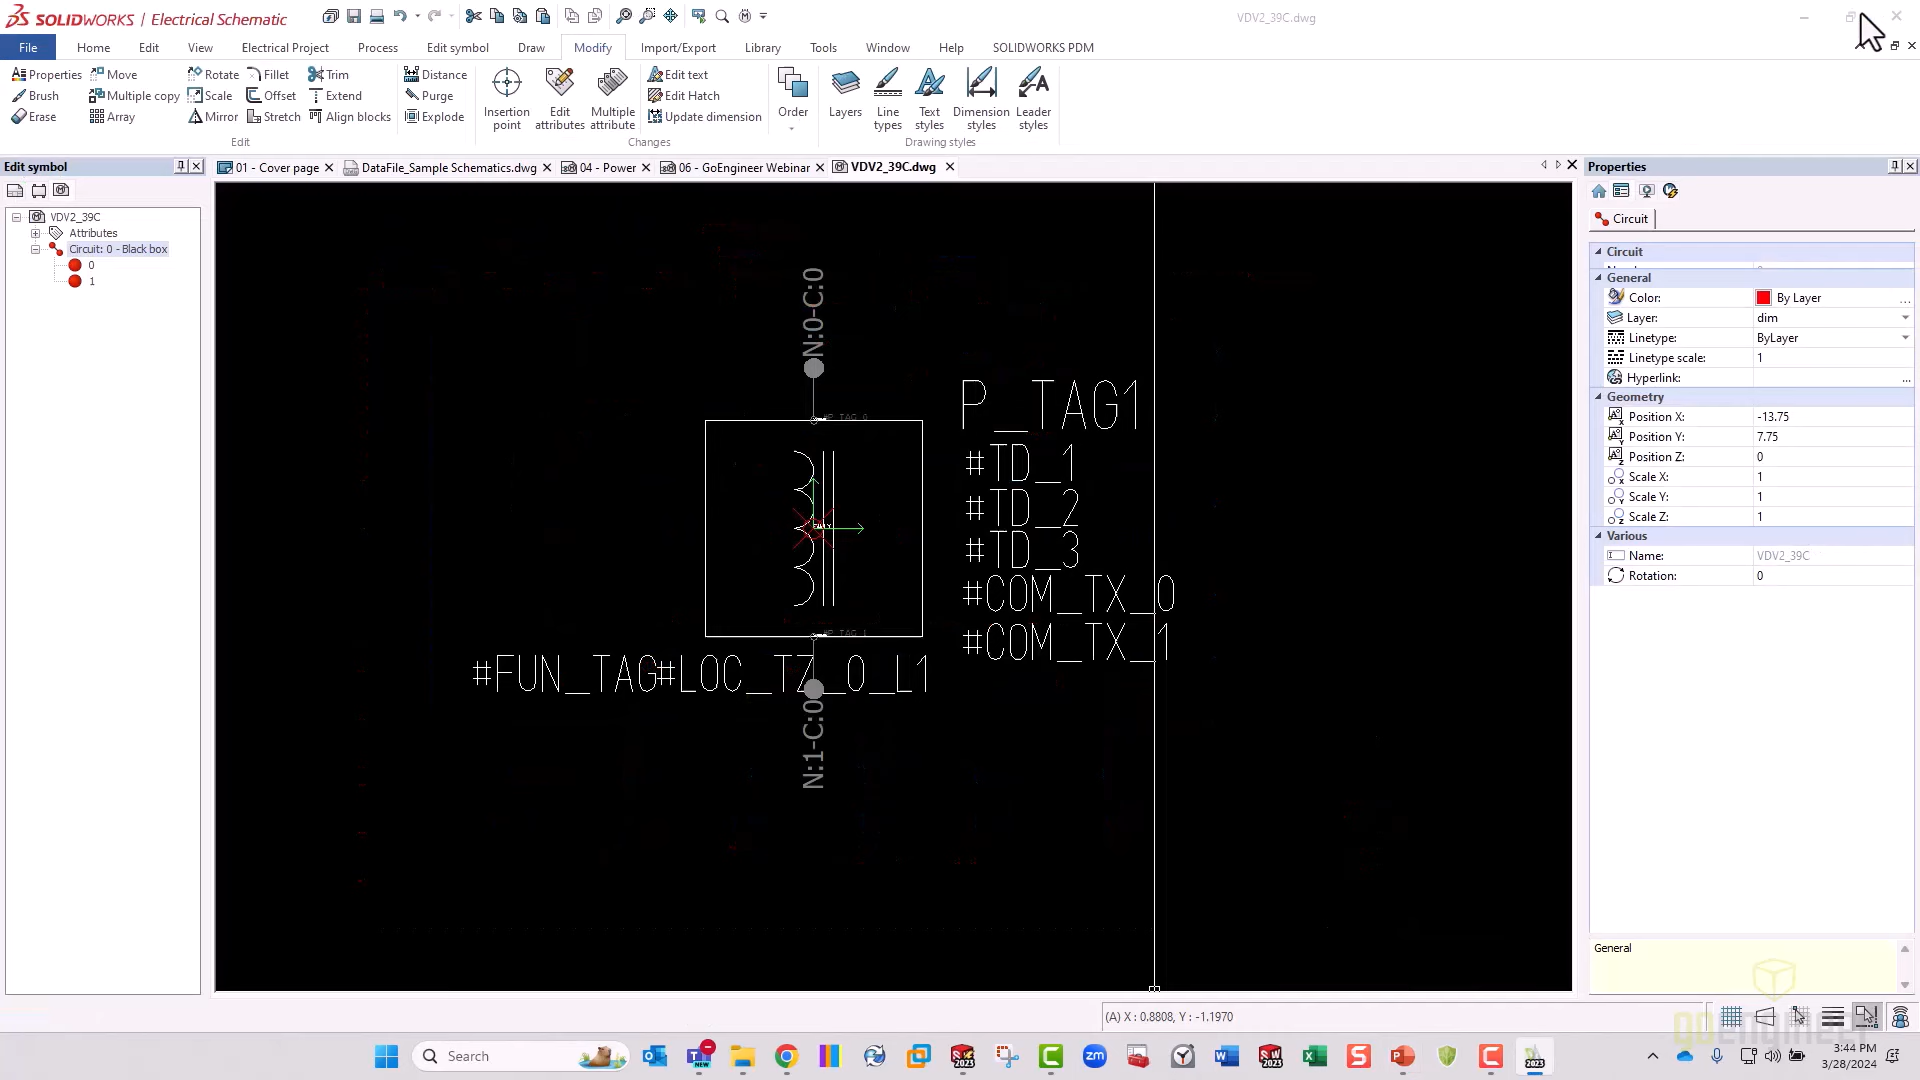 SOLIDWORKS / Electrical Schematic
VDV2_39C.dwg
File Home Edit View Electrical Project Process Edit symbol Draw Modify Import/Export Library Tools Window Help SOLIDWORKS PDM
Properties Move Rotate Fillet Trim Distance Edit text
Brush Multiple copy Scale Offset Extend Purge Edit Hatch
Erase Array Mirror Stretch Align blocks Explode Update dimension
Insertion point
Edit attributes
Multiple attribute
Order
Layers
Line types
Text styles
Dimension styles
Leader styles
Edit Changes Drawing styles
Edit symbol
01 - Cover page DataFile_Sample Schematics.dwg 04 - Power 06 - GoEngineer Webinar VDV2_39C.dwg
VDV2_39C
Attributes
Circuit: 0 - Black box
0
1
N:0-C:0
P_TAG1
#TD_1
#TD_2
#TD_3
#COM_TX_0
#COM_TX_1
#FUN_TAG#LOC_TZ_0_L1
N:1-C:0
Properties
Circuit
Circuit
General
Color: By Layer ...
Layer: dim
Linetype: ByLayer
Linetype scale: 1
Hyperlink: ...
Geometry
Position X: -13.75
Position Y: 7.75
Position Z: 0
Scale X: 1
Scale Y: 1
Scale Z: 1
Various
Name: VDV2_39C
Rotation: 0
General
(A) X : 0.8808, Y : -1.1970
goengineer
Search
3:44 PM
3/28/2024